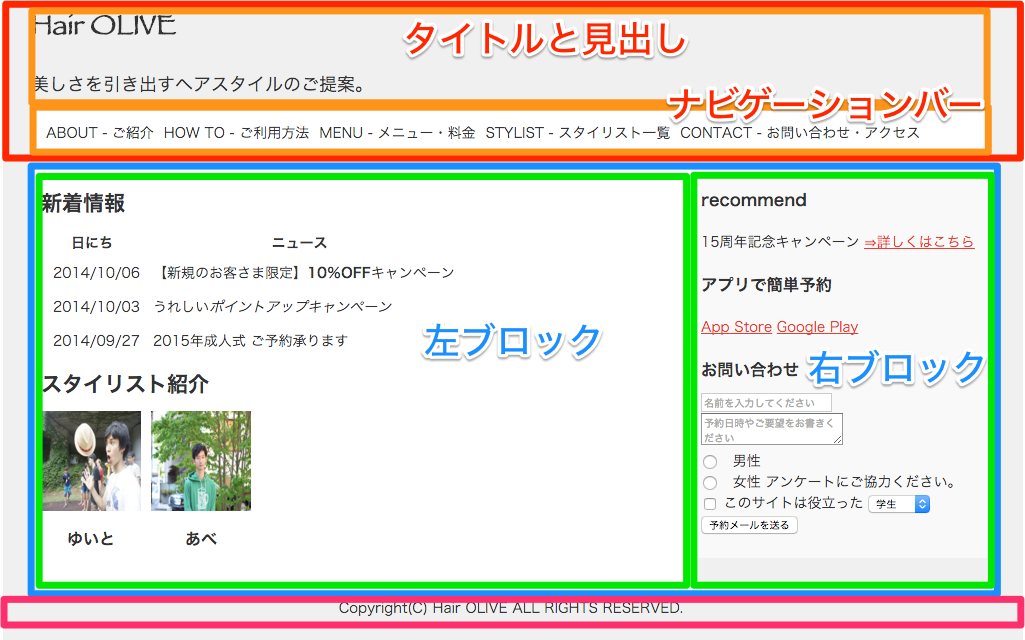 Hair OLIVE
タイトルと見出し
美しさを引き出すヘアスタイルのご提案。
ナビゲーションバー
ABOUT - ご紹介 HOW TO - ご利用方法 MENU - メニュー・料金 STYLIST - スタイリスト一覧 CONTACT - お問い合わせ・アクセス
新着情報
日にち ニュース
2014/10/06 【新規のお客さま限定】10%OFFキャンペーン
2014/10/03 うれしいポイントアップキャンペーン
2014/09/27 2015年成人式 ご予約承ります
左ブロック
スタイリスト紹介
ゆいと あべ
recommend
15周年記念キャンペーン ⇒詳しくはこちら
アプリで簡単予約
App Store Google Play
お問い合わせ
右ブロック
名前を入力してください
予約日時やご要望をお書きく
ださい
男性
女性 アンケートにご協力ください。
このサイトは役立った 学生
予約メールを送る
Copyright(C) Hair OLIVE ALL RIGHTS RESERVED.